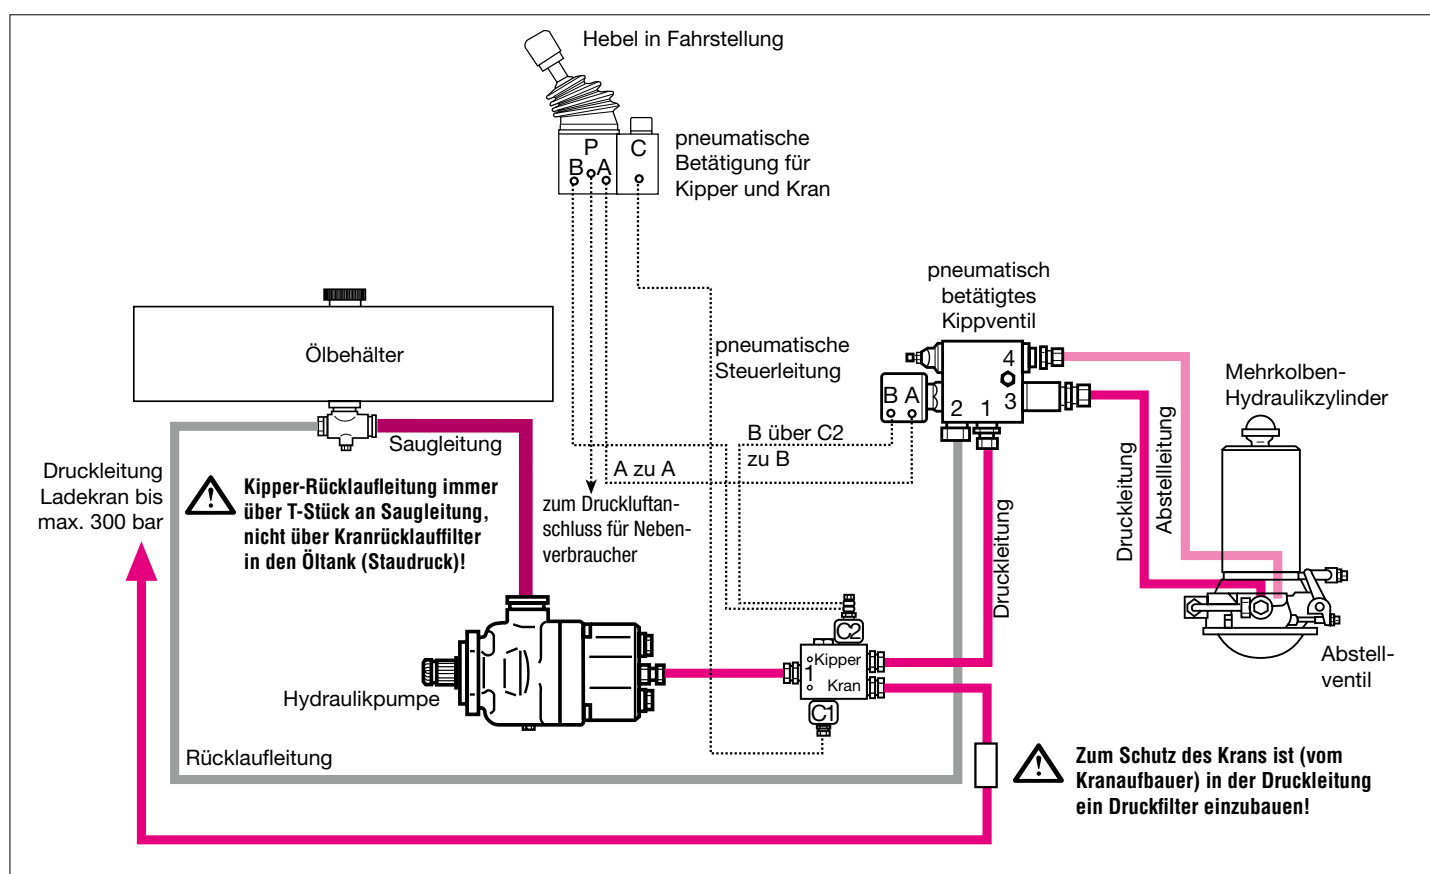 Hebel in Fahrstellung
P
B A
C
pneumatische
Betätigung für
Kipper und Kran
pneumatisch
betätigtes
Kippventil
Ölbehälter
pneumatische
Steuerleitung
4
B A
2 1 3
Mehrkolben-
Hydraulikzylinder
Saugleitung
B über C2
zu B
A zu A
Druckleitung
Ladekran bis
max. 300 bar
Kipper-Rücklaufleitung immer
über T-Stück an Saugleitung,
nicht über Kranrücklauffilter
in den Öltank (Staudruck)!
zum Druckluftan-
schluss für Neben-
verbraucher
Druckleitung
Druckleitung
Abstellleitung
C2
Kipper
1
Kran
C1
Hydraulikpumpe
Abstell-
ventil
Rücklaufleitung
Zum Schutz des Krans ist (vom
Kranaufbauer) in der Druckleitung
ein Druckfilter einzubauen!